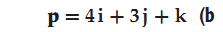 p = 4i + 3j + k (b